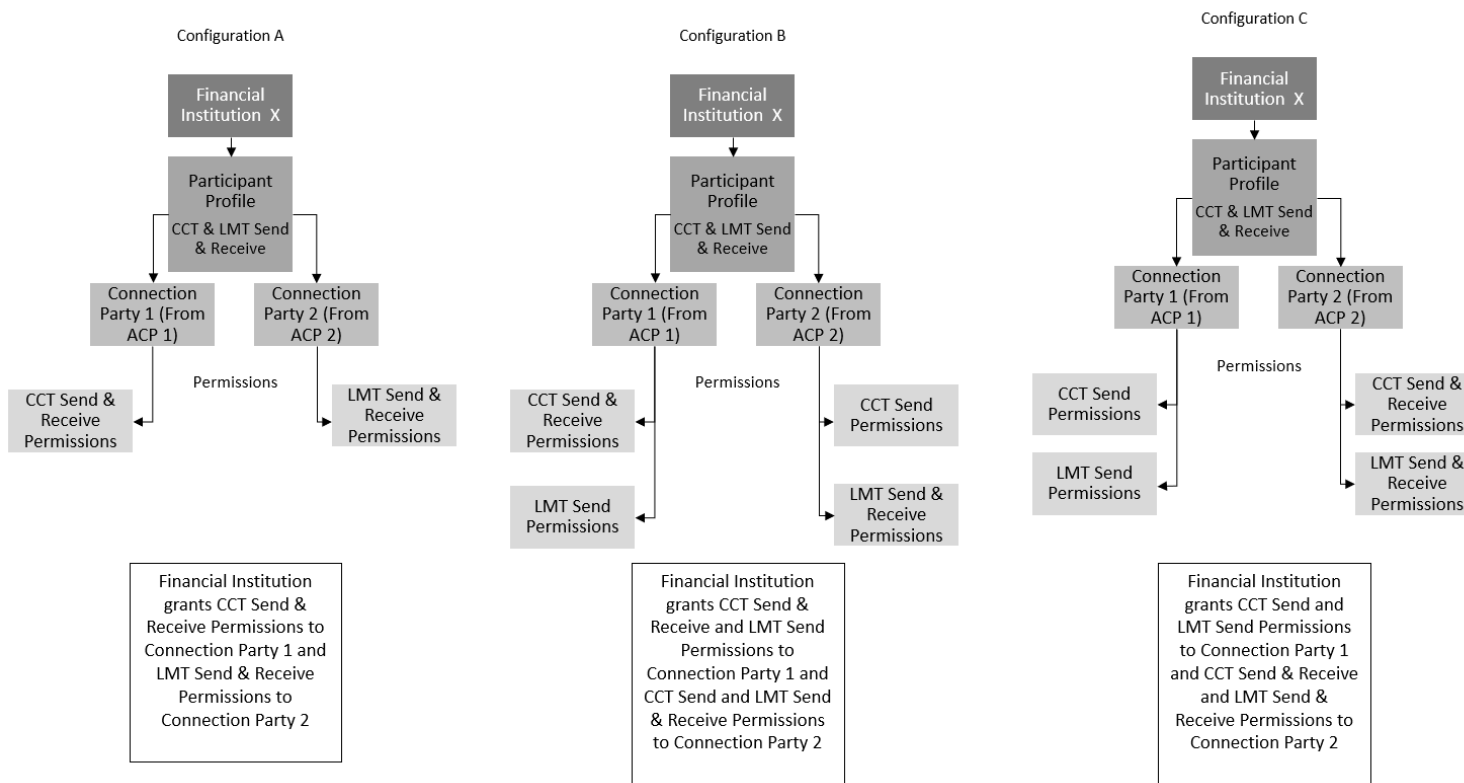 Configuration A
Financial
Institution X
Participant
Profile
CCT & LMT Send
& Receive
Connection
Party 1 (From
ACP 1)
Connection
Party 2 (From
ACP 2)
Permissions
CCT Send &
Receive
Permissions
LMT Send &
Receive
Permissions
Financial Institution
grants CCT Send &
Receive Permissions to
Connection Party 1 and
LMT Send & Receive
Permissions to
Connection Party 2
Configuration B
Financial
Institution X
Participant
Profile
CCT & LMT Send
& Receive
Connection
Party 1 (From
ACP 1)
Connection
Party 2 (From
ACP 2)
Permissions
CCT Send &
Receive
Permissions
CCT Send
Permissions
LMT Send
Permissions
LMT Send &
Receive
Permissions
Financial Institution
grants CCT Send &
Receive and LMT Send
Permissions to
Connection Party 1 and
CCT Send and LMT Send
& Receive Permissions
to Connection Party 2
Configuration C
Financial
Institution X
Participant
Profile
CCT & LMT Send
& Receive
Connection
Party 1 (From
ACP 1)
Connection
Party 2 (From
ACP 2)
Permissions
CCT Send
Permissions
CCT Send &
Receive
Permissions
LMT Send
Permissions
LMT Send &
Receive
Permissions
Financial Institution
grants CCT Send and
LMT Send Permissions
to Connection Party 1
and CCT Send & Receive
and LMT Send &
Receive Permissions to
Connection Party 2